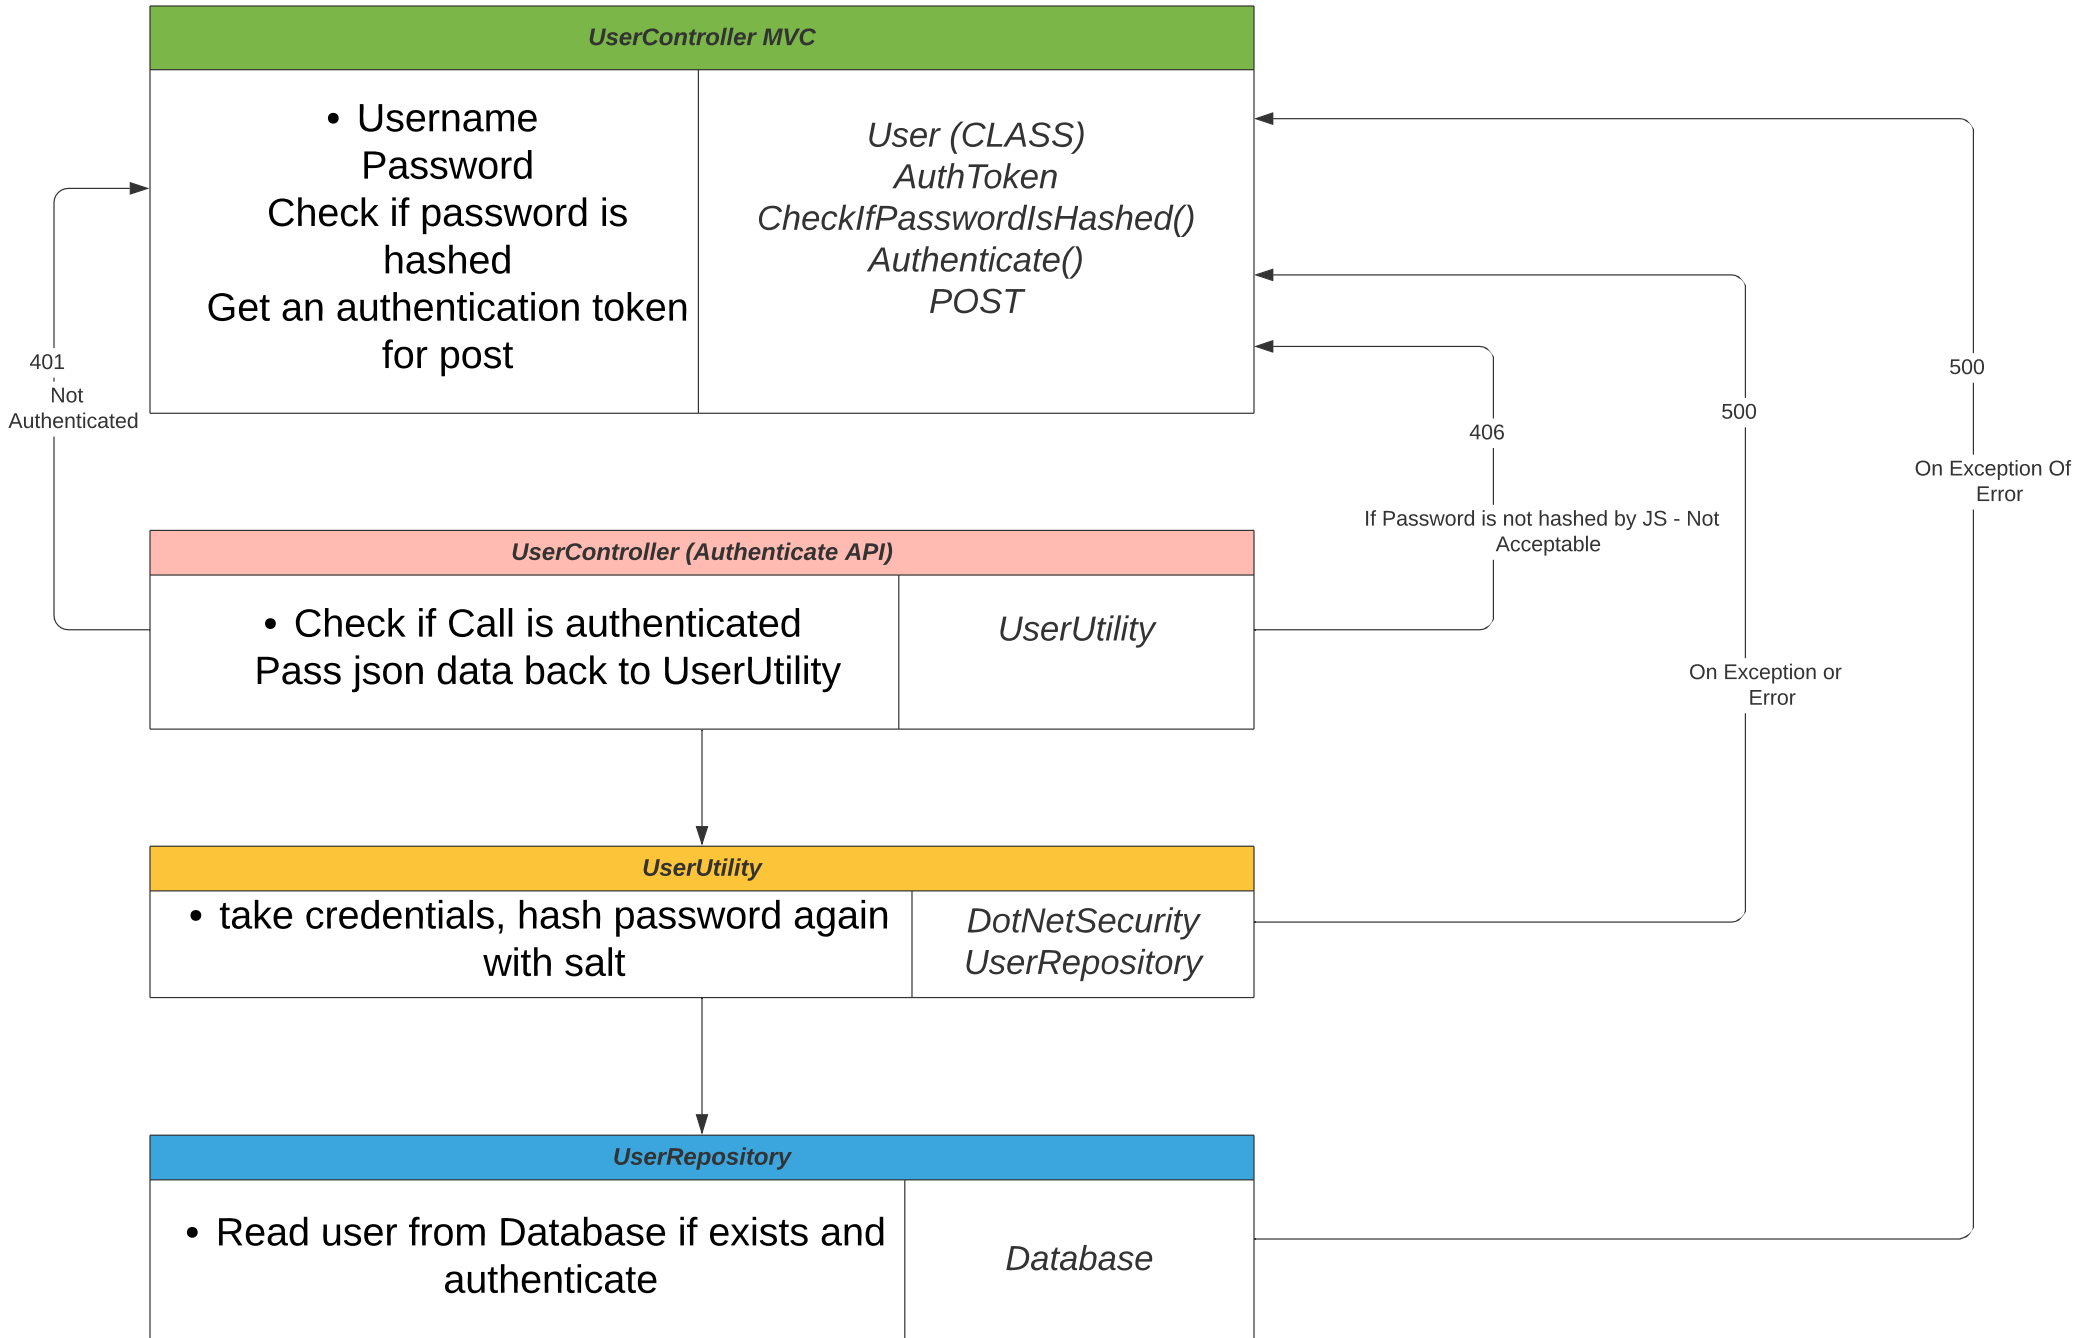 UserController MVC
• Username
Password
Check if password is
hashed
Get an authentication token
for post
User (CLASS)
AuthToken
CheckIfPasswordIsHashed()
Authenticate()
POST
401
Not
Authenticated
500
500
406
On Exception Of
Error
If Password is not hashed by JS - Not
Acceptable
UserController (Authenticate API)
• Check if Call is authenticated
Pass json data back to UserUtility
UserUtility
On Exception or
Error
UserUtility
• take credentials, hash password again
with salt
DotNetSecurity
UserRepository
UserRepository
• Read user from Database if exists and
authenticate
Database